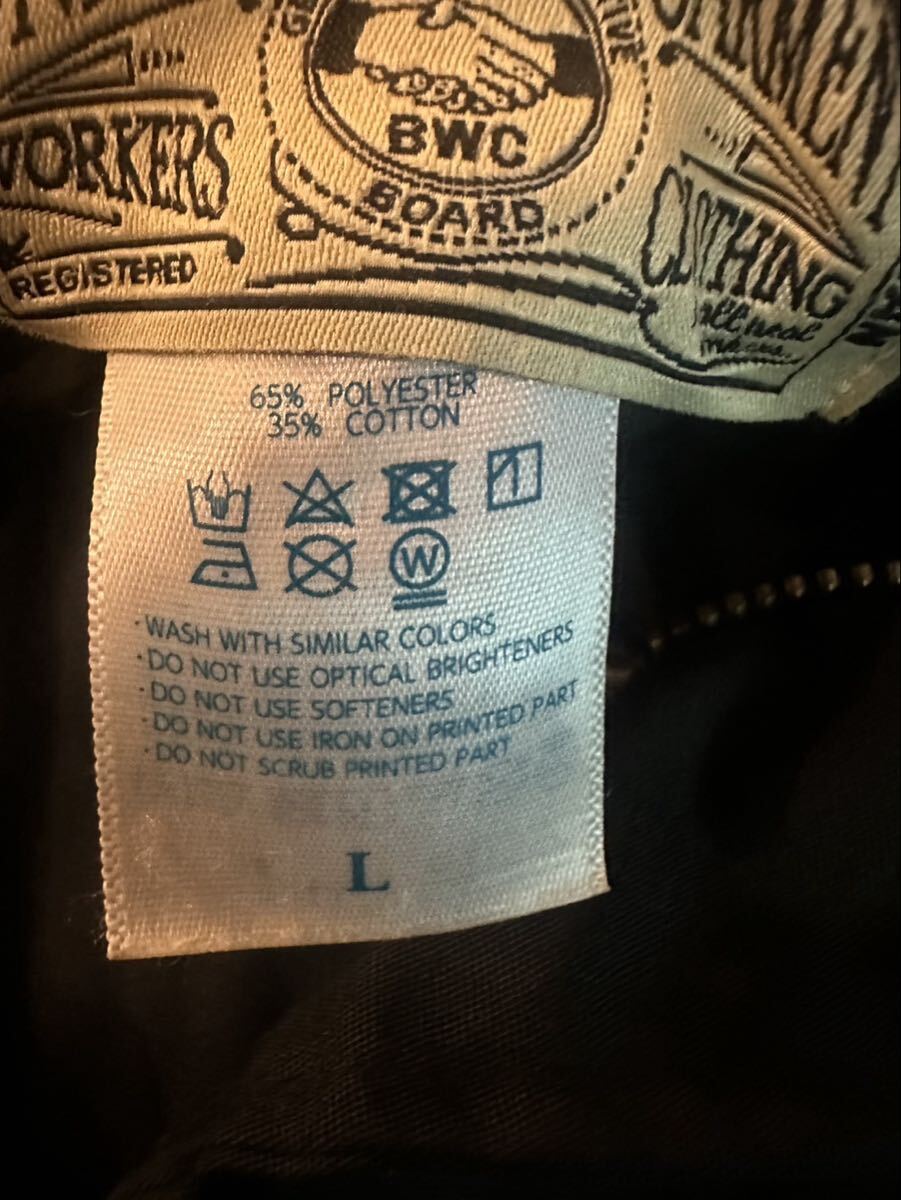 WORKERS
REGISTERED
BWC
BOARD
CLOTHING
65% POLYESTER
35% COTTON
W
·WASH WITH SIMILAR COLORS
·DO NOT USE OPTICAL BRIGHTENERS
·DO NOT USE SOFTENERS
·DO NOT USE IRON ON PRINTED PART
·DO NOT SCRUB PRINTED PART
L